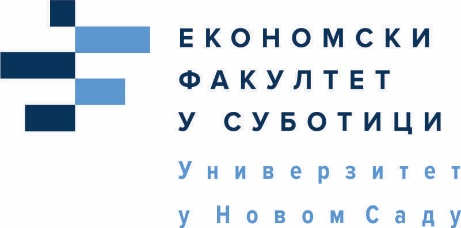 ЕКОНОМСКИ
ФАКУЛТЕТ
У СУБОТИЦИ
Универзитет
у Новом Саду